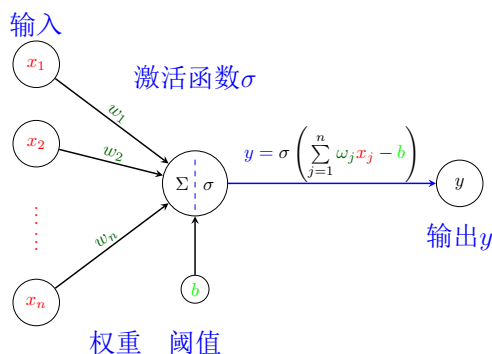 输入
x₁
激活函数σ
w₁
x₂
w₂
y = σ ( ∑ⁿⱼ₌₁ ωⱼxⱼ − b )
Σ σ
y
......
wₙ
输出y
b
xₙ
权重 阈值